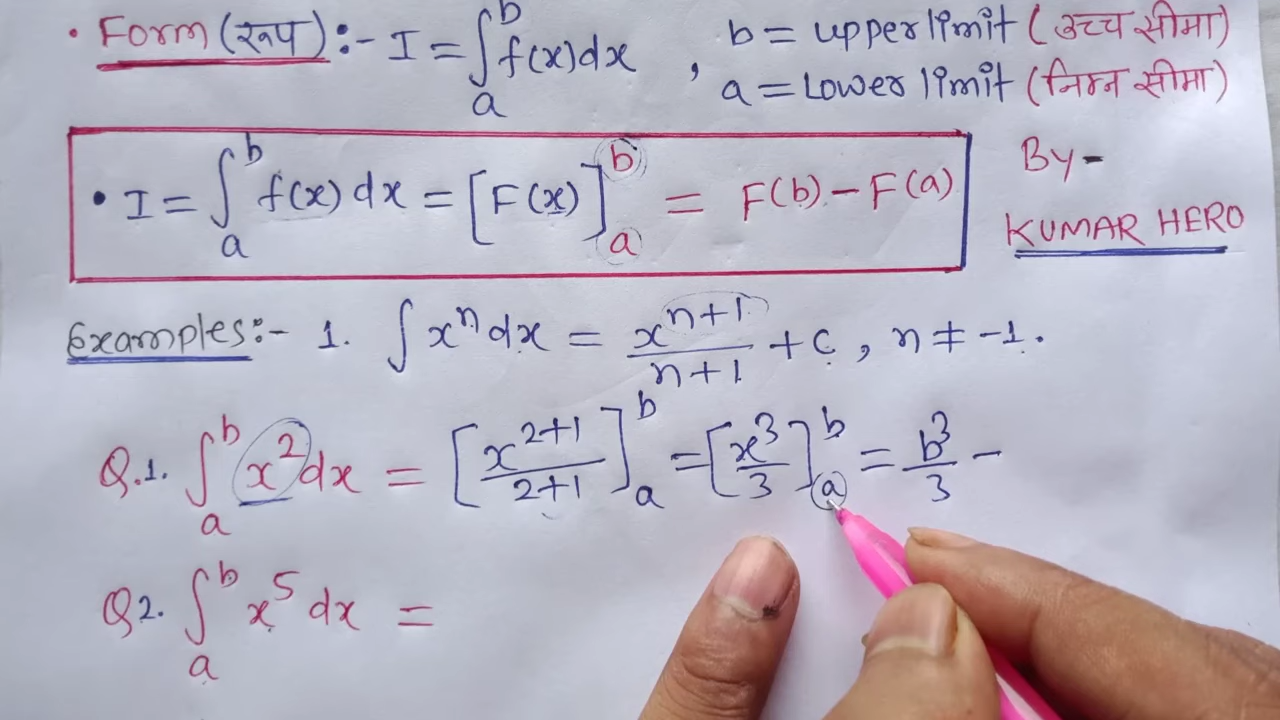 • Form (रूप) :- I = ∫ₐᵇ f(x) dx , b = upper limit ( उच्च सीमा)
a = Lower limit (निम्न सीमा)
• I = ∫ₐᵇ f(x) dx = [F(x)]ₐᵇ = F(b) - F(a)
By-
KUMAR HERO
Examples:- 1. ∫ xⁿ dx = xⁿ⁺¹/n+1 + c , n ≠ -1.
Q.1. ∫ₐᵇ x² dx = [x²⁺¹/2+1]ₐᵇ = [x³/3]ₐᵇ = b³/3 -
Q2. ∫ₐᵇ x⁵ dx =